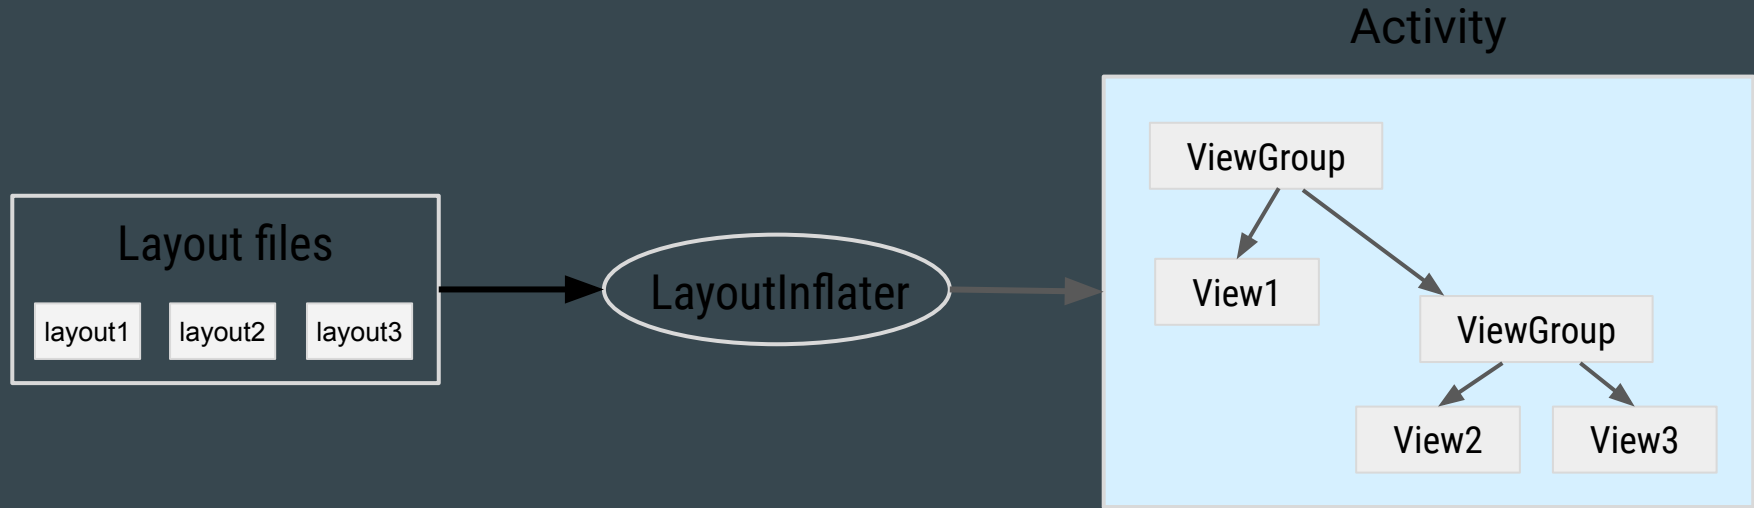 Activity
Layout files
layout1
layout2
layout3
LayoutInflater
ViewGroup
View1
ViewGroup
View2
View3